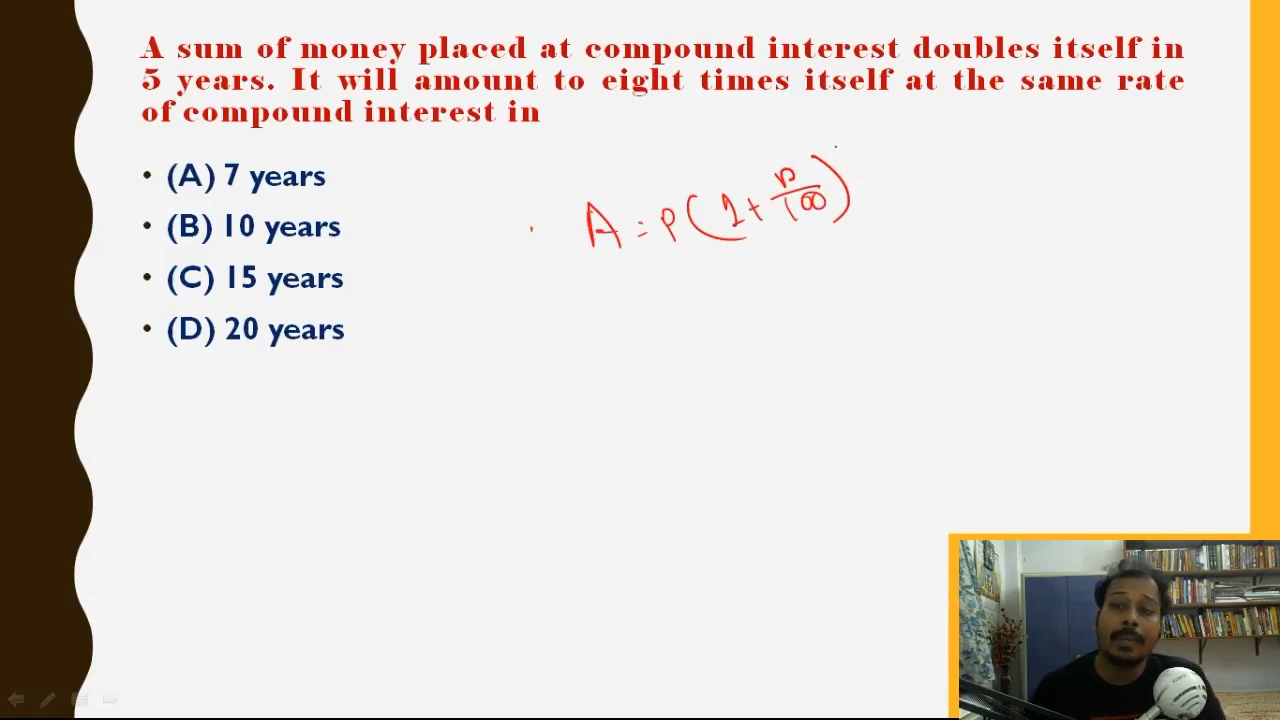 A sum of money placed at compound interest doubles itself in
5 years. It will amount to eight times itself at the same rate
of compound interest in
• (A) 7 years
• (B) 10 years
• (C) 15 years
• (D) 20 years
A = P(1 + r/100)